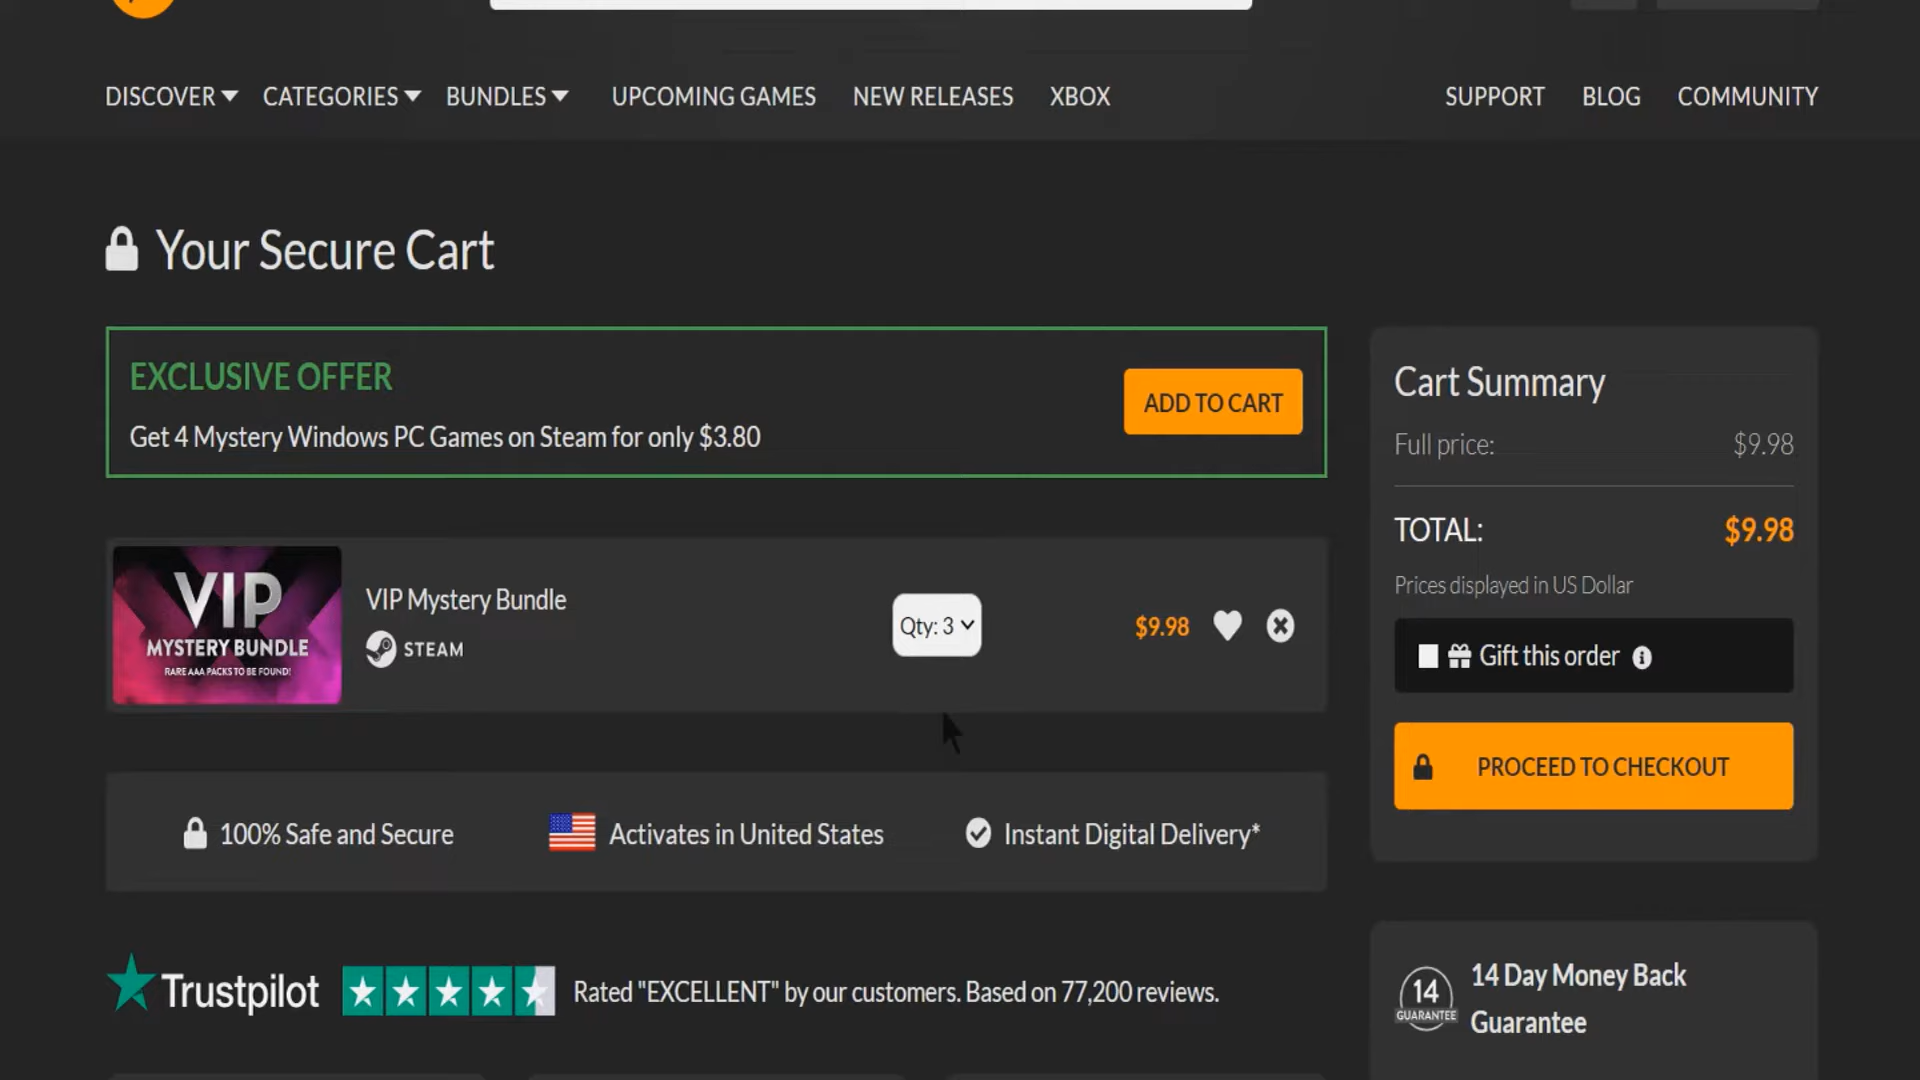 DISCOVER CATEGORIES BUNDLES UPCOMING GAMES NEW RELEASES XBOX SUPPORT BLOG COMMUNITY
Your Secure Cart
EXCLUSIVE OFFER
Get 4 Mystery Windows PC Games on Steam for only $3.80
ADD TO CART
VIP
MYSTERY BUNDLE
RARE AAA PACKS TO BE FOUND!
VIP Mystery Bundle
STEAM
Qty: 3
$9.98
100% Safe and Secure
Activates in United States
Instant Digital Delivery*
Trustpilot
Rated "EXCELLENT" by our customers. Based on 77,200 reviews.
Cart Summary
Full price: $9.98
TOTAL: $9.98
Prices displayed in US Dollar
Gift this order
PROCEED TO CHECKOUT
14
GUARANTEE
14 Day Money Back
Guarantee